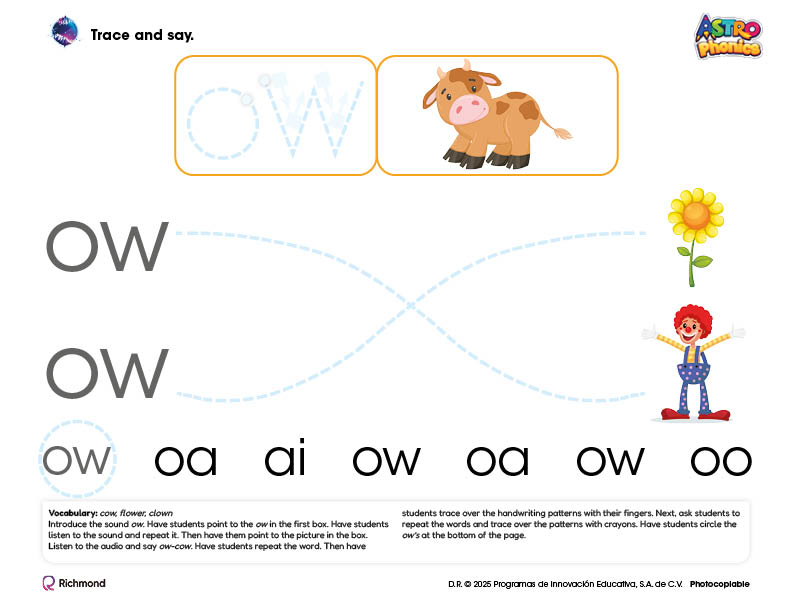 Trace and say.
ASTRO
Phonics
ow
ow
ow
ow oa ai ow oa ow oo
Vocabulary: cow, flower, clown
Introduce the sound ow. Have students point to the ow in the first box. Have students
listen to the sound and repeat it. Then have them point to the picture in the box.
Listen to the audio and say ow-cow. Have students repeat the word. Then have
students trace over the handwriting patterns with their fingers. Next, ask students to
repeat the words and trace over the patterns with crayons. Have students circle the
ow's at the bottom of the page.
Richmond
D.R. © 2025 Programas de Innovación Educativa, S.A. de C.V. Photocopiable